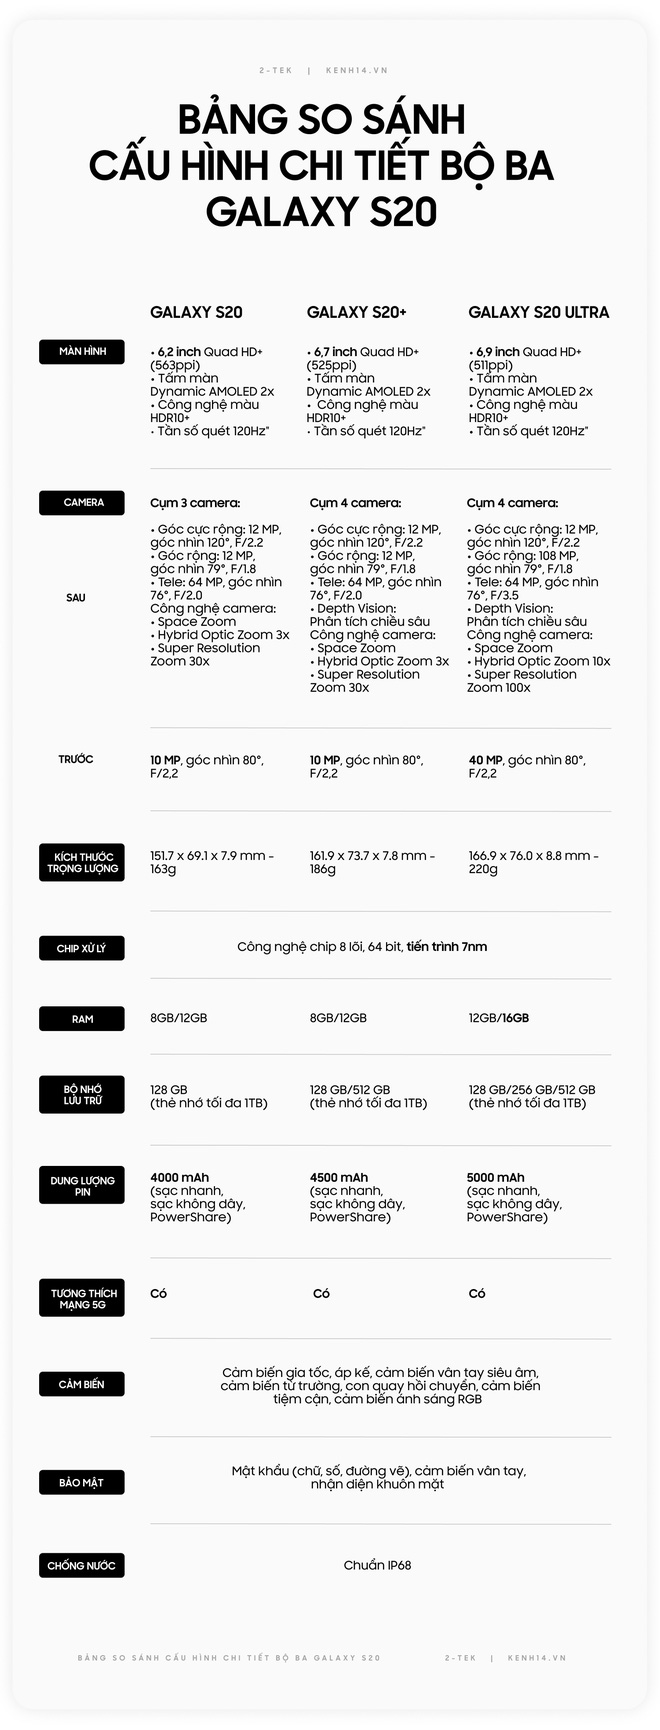 2-TEK | KENH14.VN
BẢNG SO SÁNH
CẤU HÌNH CHI TIẾT BỘ BA
GALAXY S20
GALAXY S20
GALAXY S20+
GALAXY S20 ULTRA
MÀN HÌNH
• 6,2 inch Quad HD+
(563ppi)
• Tấm màn
Dynamic AMOLED 2x
• Công nghệ màu
HDR10+
• Tần số quét 120Hz"
• 6,7 inch Quad HD+
(525ppi)
• Tấm màn
Dynamic AMOLED 2x
• Công nghệ màu
HDR10+
• Tần số quét 120Hz"
• 6,9 inch Quad HD+
(511ppi)
• Tấm màn
Dynamic AMOLED 2x
• Công nghệ màu
HDR10+
• Tần số quét 120Hz"
CAMERA
SAU
Cụm 3 camera:
• Góc cực rộng: 12 MP,
góc nhìn 120°, F/2.2
• Góc rộng: 12 MP,
góc nhìn 79°, F/1.8
• Tele: 64 MP, góc nhìn
76°, F/2.0
Công nghệ camera:
• Space Zoom
• Hybrid Optic Zoom 3x
• Super Resolution
Zoom 30x
Cụm 4 camera:
• Góc cực rộng: 12 MP,
góc nhìn 120°, F/2.2
• Góc rộng: 12 MP,
góc nhìn 79°, F/1.8
• Tele: 64 MP, góc nhìn
76°, F/2.0
• Depth Vision:
Phân tích chiều sâu
Công nghệ camera:
• Space Zoom
• Hybrid Optic Zoom 3x
• Super Resolution
Zoom 30x
Cụm 4 camera:
• Góc cực rộng: 12 MP,
góc nhìn 120°, F/2.2
• Góc rộng: 108 MP,
góc nhìn 79°, F/1.8
• Tele: 64 MP, góc nhìn
76°, F/3.5
• Depth Vision:
Phân tích chiều sâu
Công nghệ camera:
• Space Zoom
• Hybrid Optic Zoom 10x
• Super Resolution
Zoom 100x
TRƯỚC
10 MP, góc nhìn 80°,
F/2,2
10 MP, góc nhìn 80°,
F/2,2
40 MP, góc nhìn 80°,
F/2,2
KÍCH THƯỚC
TRỌNG LƯỢNG
151.7 x 69.1 x 7.9 mm -
163g
161.9 x 73.7 x 7.8 mm -
186g
166.9 x 76.0 x 8.8 mm -
220g
CHIP XỬ LÝ
Công nghệ chip 8 lõi, 64 bit, tiến trình 7nm
RAM
8GB/12GB
8GB/12GB
12GB/16GB
BỘ NHỚ
LƯU TRỮ
128 GB
(thẻ nhớ tối đa 1TB)
128 GB/512 GB
(thẻ nhớ tối đa 1TB)
128 GB/256 GB/512 GB
(thẻ nhớ tối đa 1TB)
DUNG LƯỢNG
PIN
4000 mAh
(sạc nhanh,
sạc không dây,
PowerShare)
4500 mAh
(sạc nhanh,
sạc không dây,
PowerShare)
5000 mAh
(sạc nhanh,
sạc không dây,
PowerShare)
TƯƠNG THÍCH
MẠNG 5G
Có
Có
Có
CẢM BIẾN
Cảm biến gia tốc, áp kế, cảm biến vân tay siêu âm,
cảm biến từ trường, con quay hồi chuyển, cảm biến
tiệm cận, cảm biến ánh sáng RGB
BẢO MẬT
Mật khẩu (chữ, số, đường vẽ), cảm biến vân tay,
nhận diện khuôn mặt
CHỐNG NƯỚC
Chuẩn IP68
BẢNG SO SÁNH CẤU HÌNH CHI TIẾT BỘ BA GALAXY S20
2-TEK | KENH14.VN